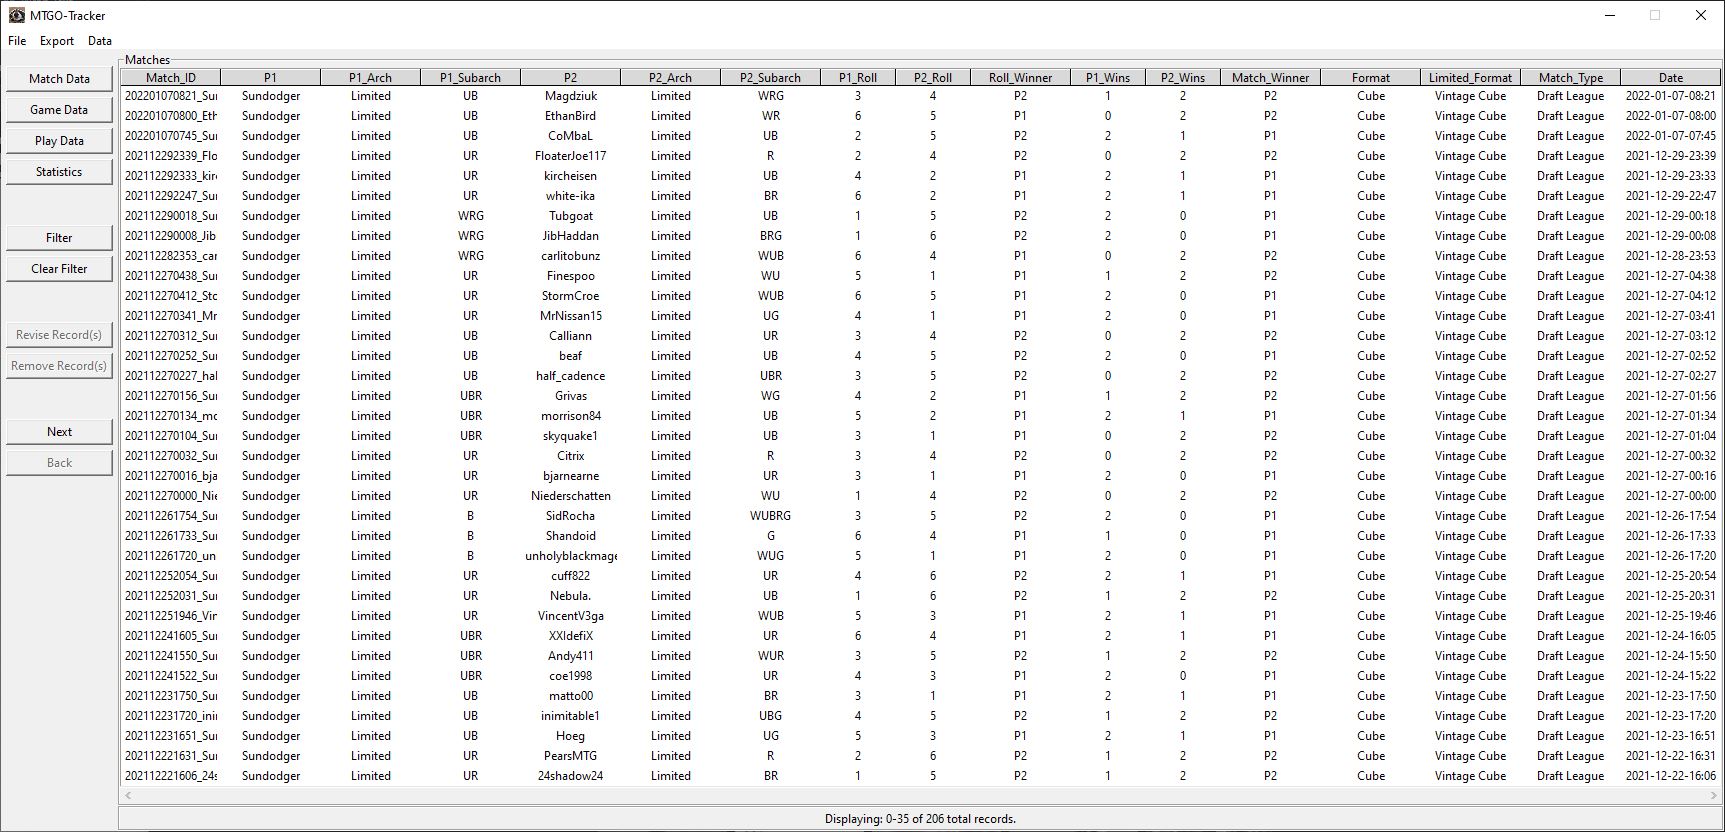 MTGO-Tracker
File Export Data
Matches
Match Data
Game Data
Play Data
Statistics
Filter
Clear Filter
Revise Record(s)
Remove Record(s)
Next
Back
Match_ID P1 P1_Arch P1_Subarch P2 P2_Arch P2_Subarch P1_Roll P2_Roll Roll_Winner P1_Wins P2_Wins Match_Winner Format Limited_Format Match_Type Date
202201070821_Sur Sundodger Limited UB Magdziuk Limited WRG 3 4 P2 1 2 P2 Cube Vintage Cube Draft League 2022-01-07-08:21
202201070800_Eth Sundodger Limited UB EthanBird Limited WR 6 5 P1 0 2 P2 Cube Vintage Cube Draft League 2022-01-07-08:00
202201070745_Sur Sundodger Limited UB CoMbaL Limited UB 2 5 P2 2 1 P1 Cube Vintage Cube Draft League 2022-01-07-07:45
202112292339_Flo Sundodger Limited UR FloaterJoe117 Limited R 2 4 P2 0 2 P2 Cube Vintage Cube Draft League 2021-12-29-23:39
202112292333_kirc Sundodger Limited UR kircheisen Limited UB 4 2 P1 2 1 P1 Cube Vintage Cube Draft League 2021-12-29-23:33
202112292247_Sur Sundodger Limited UR white-ika Limited BR 6 2 P1 2 1 P1 Cube Vintage Cube Draft League 2021-12-29-22:47
202112290018_Sur Sundodger Limited WRG Tubgoat Limited UB 1 5 P2 2 0 P1 Cube Vintage Cube Draft League 2021-12-29-00:18
202112290008_Jib Sundodger Limited WRG JibHaddan Limited BRG 1 6 P2 2 0 P1 Cube Vintage Cube Draft League 2021-12-29-00:08
202112282353_car Sundodger Limited WRG carlitobunz Limited WUB 6 4 P1 0 2 P2 Cube Vintage Cube Draft League 2021-12-28-23:53
202112270438_Sur Sundodger Limited UR Finespoo Limited WU 5 1 P1 1 2 P2 Cube Vintage Cube Draft League 2021-12-27-04:38
202112270412_Stc Sundodger Limited UR StormCroe Limited WUB 6 5 P1 2 0 P1 Cube Vintage Cube Draft League 2021-12-27-04:12
202112270341_Mr Sundodger Limited UR MrNissan15 Limited UG 4 1 P1 2 0 P1 Cube Vintage Cube Draft League 2021-12-27-03:41
202112270312_Sur Sundodger Limited UB Calliann Limited UR 3 4 P2 0 2 P2 Cube Vintage Cube Draft League 2021-12-27-03:12
202112270252_Sur Sundodger Limited UB beaf Limited UB 4 5 P2 2 0 P1 Cube Vintage Cube Draft League 2021-12-27-02:52
202112270227_hal Sundodger Limited UB half_cadence Limited UBR 3 5 P2 0 2 P2 Cube Vintage Cube Draft League 2021-12-27-02:27
202112270156_Sur Sundodger Limited UBR Grivas Limited WG 4 2 P1 1 2 P2 Cube Vintage Cube Draft League 2021-12-27-01:56
202112270134_mc Sundodger Limited UBR morrison84 Limited UB 5 2 P1 2 1 P1 Cube Vintage Cube Draft League 2021-12-27-01:34
202112270104_Sur Sundodger Limited UBR skyquake1 Limited UB 3 1 P1 0 2 P2 Cube Vintage Cube Draft League 2021-12-27-01:04
202112270032_Sur Sundodger Limited UR Citrix Limited R 3 4 P2 0 2 P2 Cube Vintage Cube Draft League 2021-12-27-00:32
202112270016_bja Sundodger Limited UR bjarnearne Limited UR 3 1 P1 2 0 P1 Cube Vintage Cube Draft League 2021-12-27-00:16
202112270000_Nie Sundodger Limited UR Niederschatten Limited WU 1 4 P2 0 2 P2 Cube Vintage Cube Draft League 2021-12-27-00:00
202112261754_Sur Sundodger Limited B SidRocha Limited WUBRG 3 5 P2 2 0 P1 Cube Vintage Cube Draft League 2021-12-26-17:54
202112261733_Sur Sundodger Limited B Shandoid Limited G 6 4 P1 1 0 P1 Cube Vintage Cube Draft League 2021-12-26-17:33
202112261720_un Sundodger Limited B unholyblackmage Limited WUG 5 1 P1 2 0 P1 Cube Vintage Cube Draft League 2021-12-26-17:20
202112252054_Sur Sundodger Limited UR cuff822 Limited UR 4 6 P2 2 1 P1 Cube Vintage Cube Draft League 2021-12-25-20:54
202112252031_Sur Sundodger Limited UR Nebula. Limited UB 1 6 P2 1 2 P2 Cube Vintage Cube Draft League 2021-12-25-20:31
202112251946_Vin Sundodger Limited UR VincentV3ga Limited WUB 5 3 P1 2 1 P1 Cube Vintage Cube Draft League 2021-12-25-19:46
202112241605_Sur Sundodger Limited UBR XXIdefiX Limited UR 6 4 P1 2 1 P1 Cube Vintage Cube Draft League 2021-12-24-16:05
202112241550_Sur Sundodger Limited UBR Andy411 Limited WUR 3 5 P2 1 2 P2 Cube Vintage Cube Draft League 2021-12-24-15:50
202112241522_Sur Sundodger Limited UBR coe1998 Limited UR 4 3 P1 2 0 P1 Cube Vintage Cube Draft League 2021-12-24-15:22
202112231750_Sur Sundodger Limited UB matto00 Limited BR 3 1 P1 2 1 P1 Cube Vintage Cube Draft League 2021-12-23-17:50
202112231720_inir Sundodger Limited UB inimitable1 Limited UBG 4 5 P2 1 2 P2 Cube Vintage Cube Draft League 2021-12-23-17:20
202112231651_Sur Sundodger Limited UB Hoeg Limited UG 5 3 P1 2 1 P1 Cube Vintage Cube Draft League 2021-12-23-16:51
202112221631_Sur Sundodger Limited UR PearsMTG Limited R 2 6 P2 1 2 P2 Cube Vintage Cube Draft League 2021-12-22-16:31
202112221606_24s Sundodger Limited UR 24shadow24 Limited BR 1 5 P2 1 2 P2 Cube Vintage Cube Draft League 2021-12-22-16:06
Displaying: 0-35 of 206 total records.